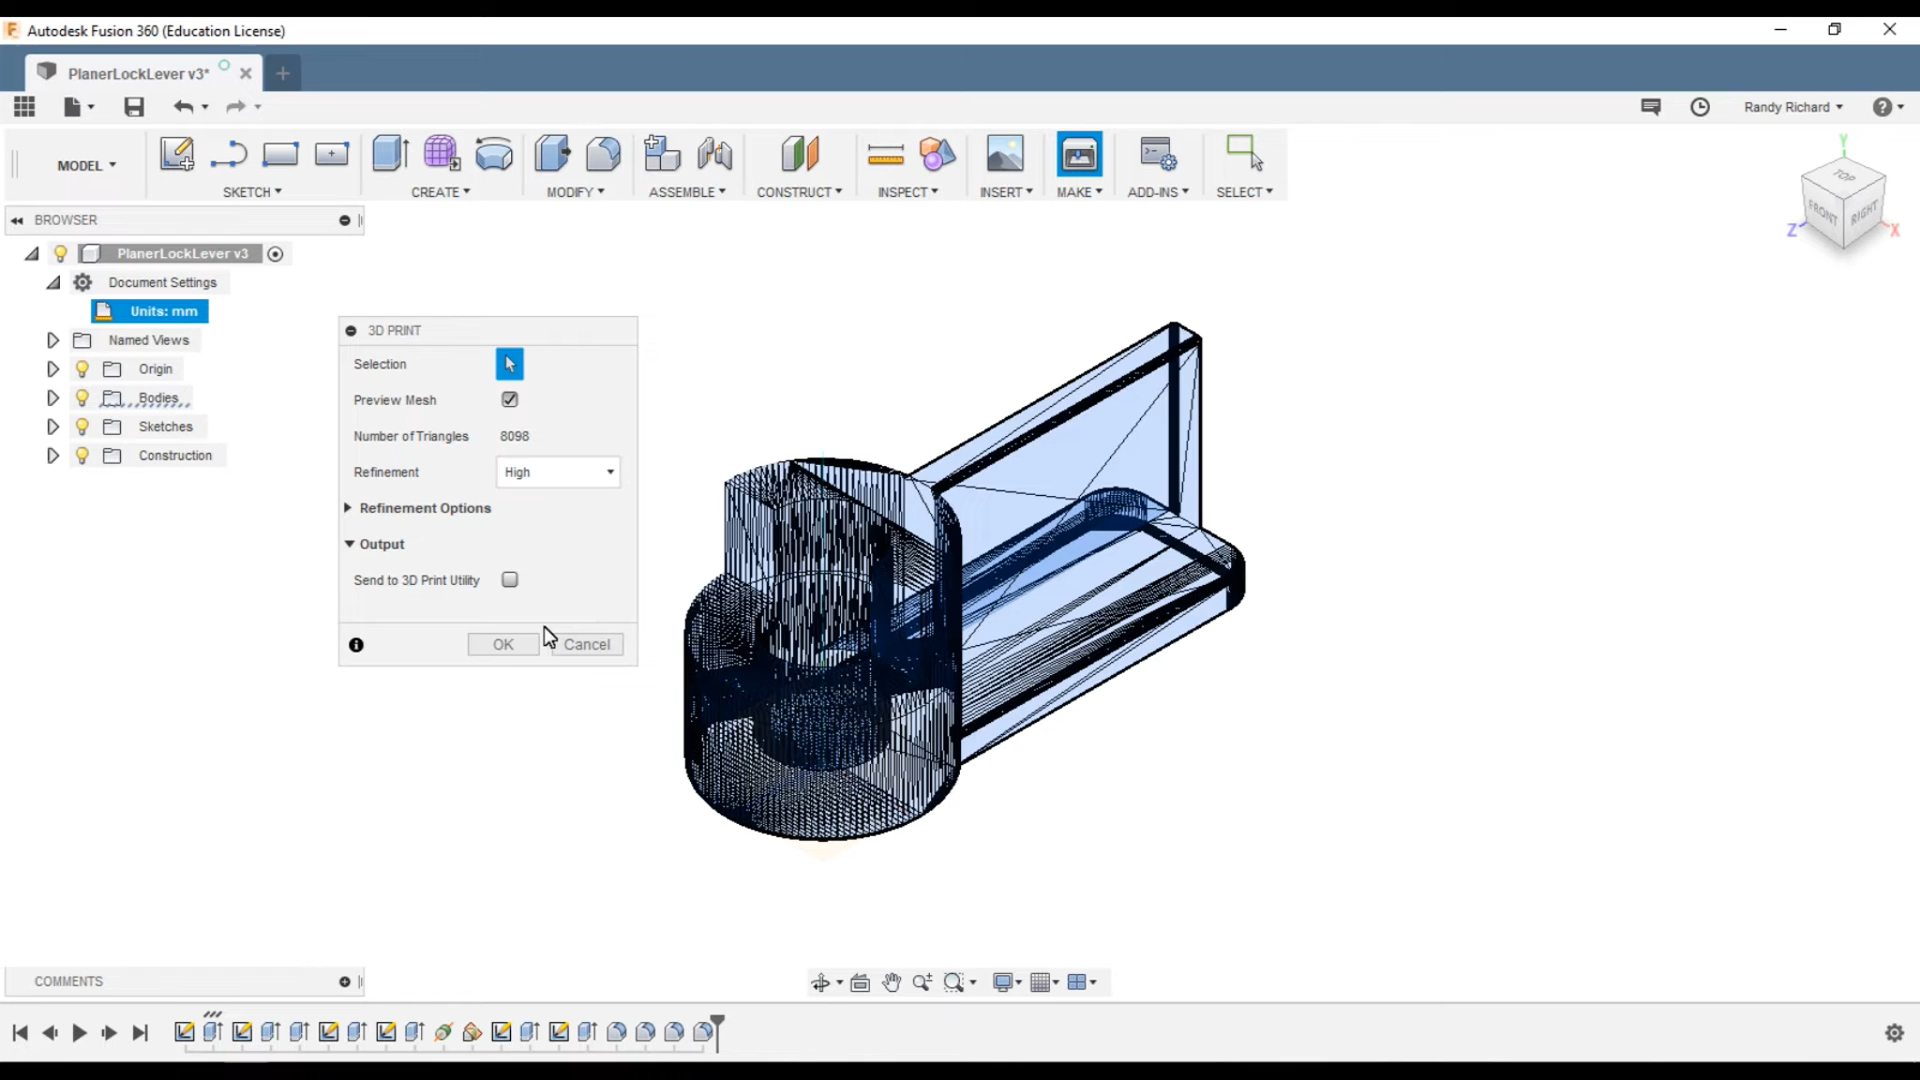 Autodesk Fusion 360 (Education License)
PlanerLockLever v3*
Randy Richard
MODEL
SKETCH
CREATE
MODIFY
ASSEMBLE
CONSTRUCT
INSPECT
INSERT
MAKE
ADD-INS
SELECT
TOP
FRONT
RIGHT
Y
Z
X
BROWSER
PlanerLockLever v3
Document Settings
Units: mm
Named Views
Origin
Bodies
Sketches
Construction
3D PRINT
Selection
Preview Mesh
Number of Triangles 8098
Refinement High
Refinement Options
Output
Send to 3D Print Utility
OK Cancel
COMMENTS